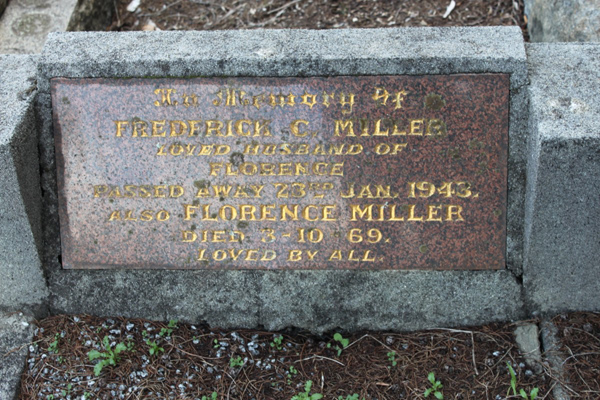 In Memory Of
FREDERICK C. MILLER
LOVED HUSBAND OF
FLORENCE
PASSED AWAY 23RD JAN. 1943.
ALSO FLORENCE MILLER
DIED 3-10-69.
LOVED BY ALL.